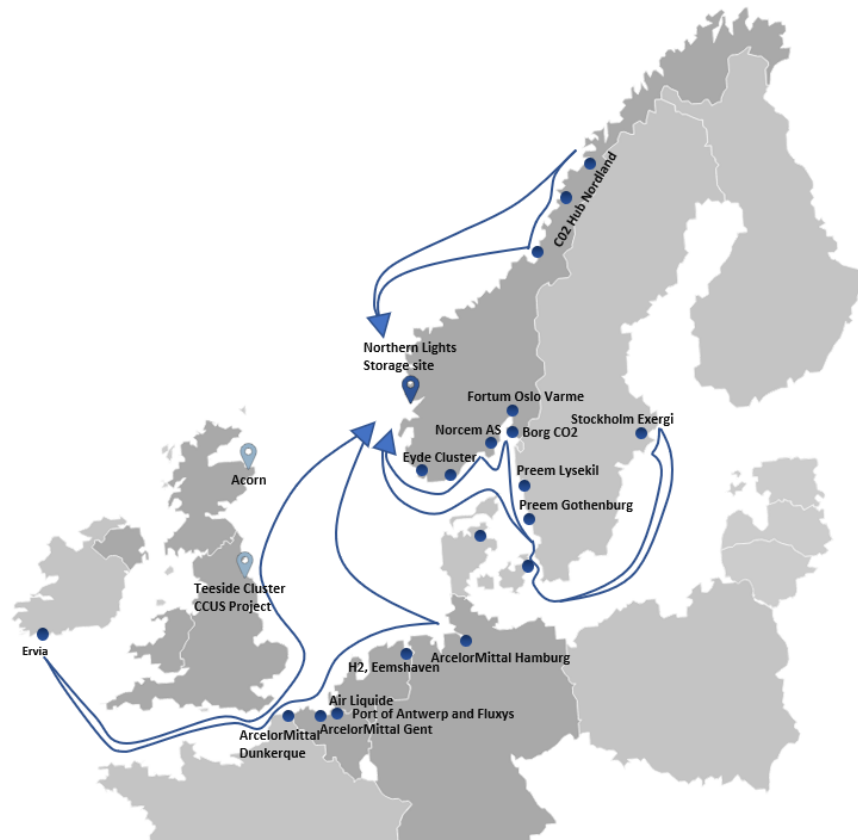 C02 Hub Nordland
Northern Lights
Storage site
Fortum Oslo Varme
Norcem AS
Borg CO2
Stockholm Exergi
Eyde Cluster
Acorn
Preem Lysekil
Preem Gothenburg
Teeside Cluster
CCUS Project
Ervia
H2, Eemshaven
ArcelorMittal Hamburg
Air Liquide
Port of Antwerp and Fluxys
ArcelorMittal Gent
ArcelorMittal
Dunkerque